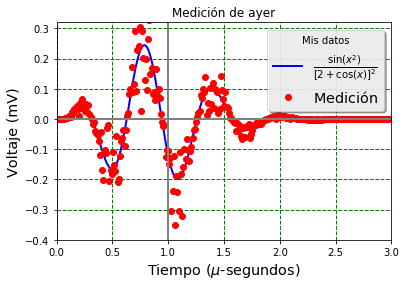 Medición de ayer
Mis datos
sin(x²)
[2 + cos(x)]²
Medición
Voltaje (mV)
0.3
0.2
0.1
0.0
−0.1
−0.2
−0.3
−0.4
0.0 0.5 1.0 1.5 2.0 2.5 3.0
Tiempo (μ-segundos)